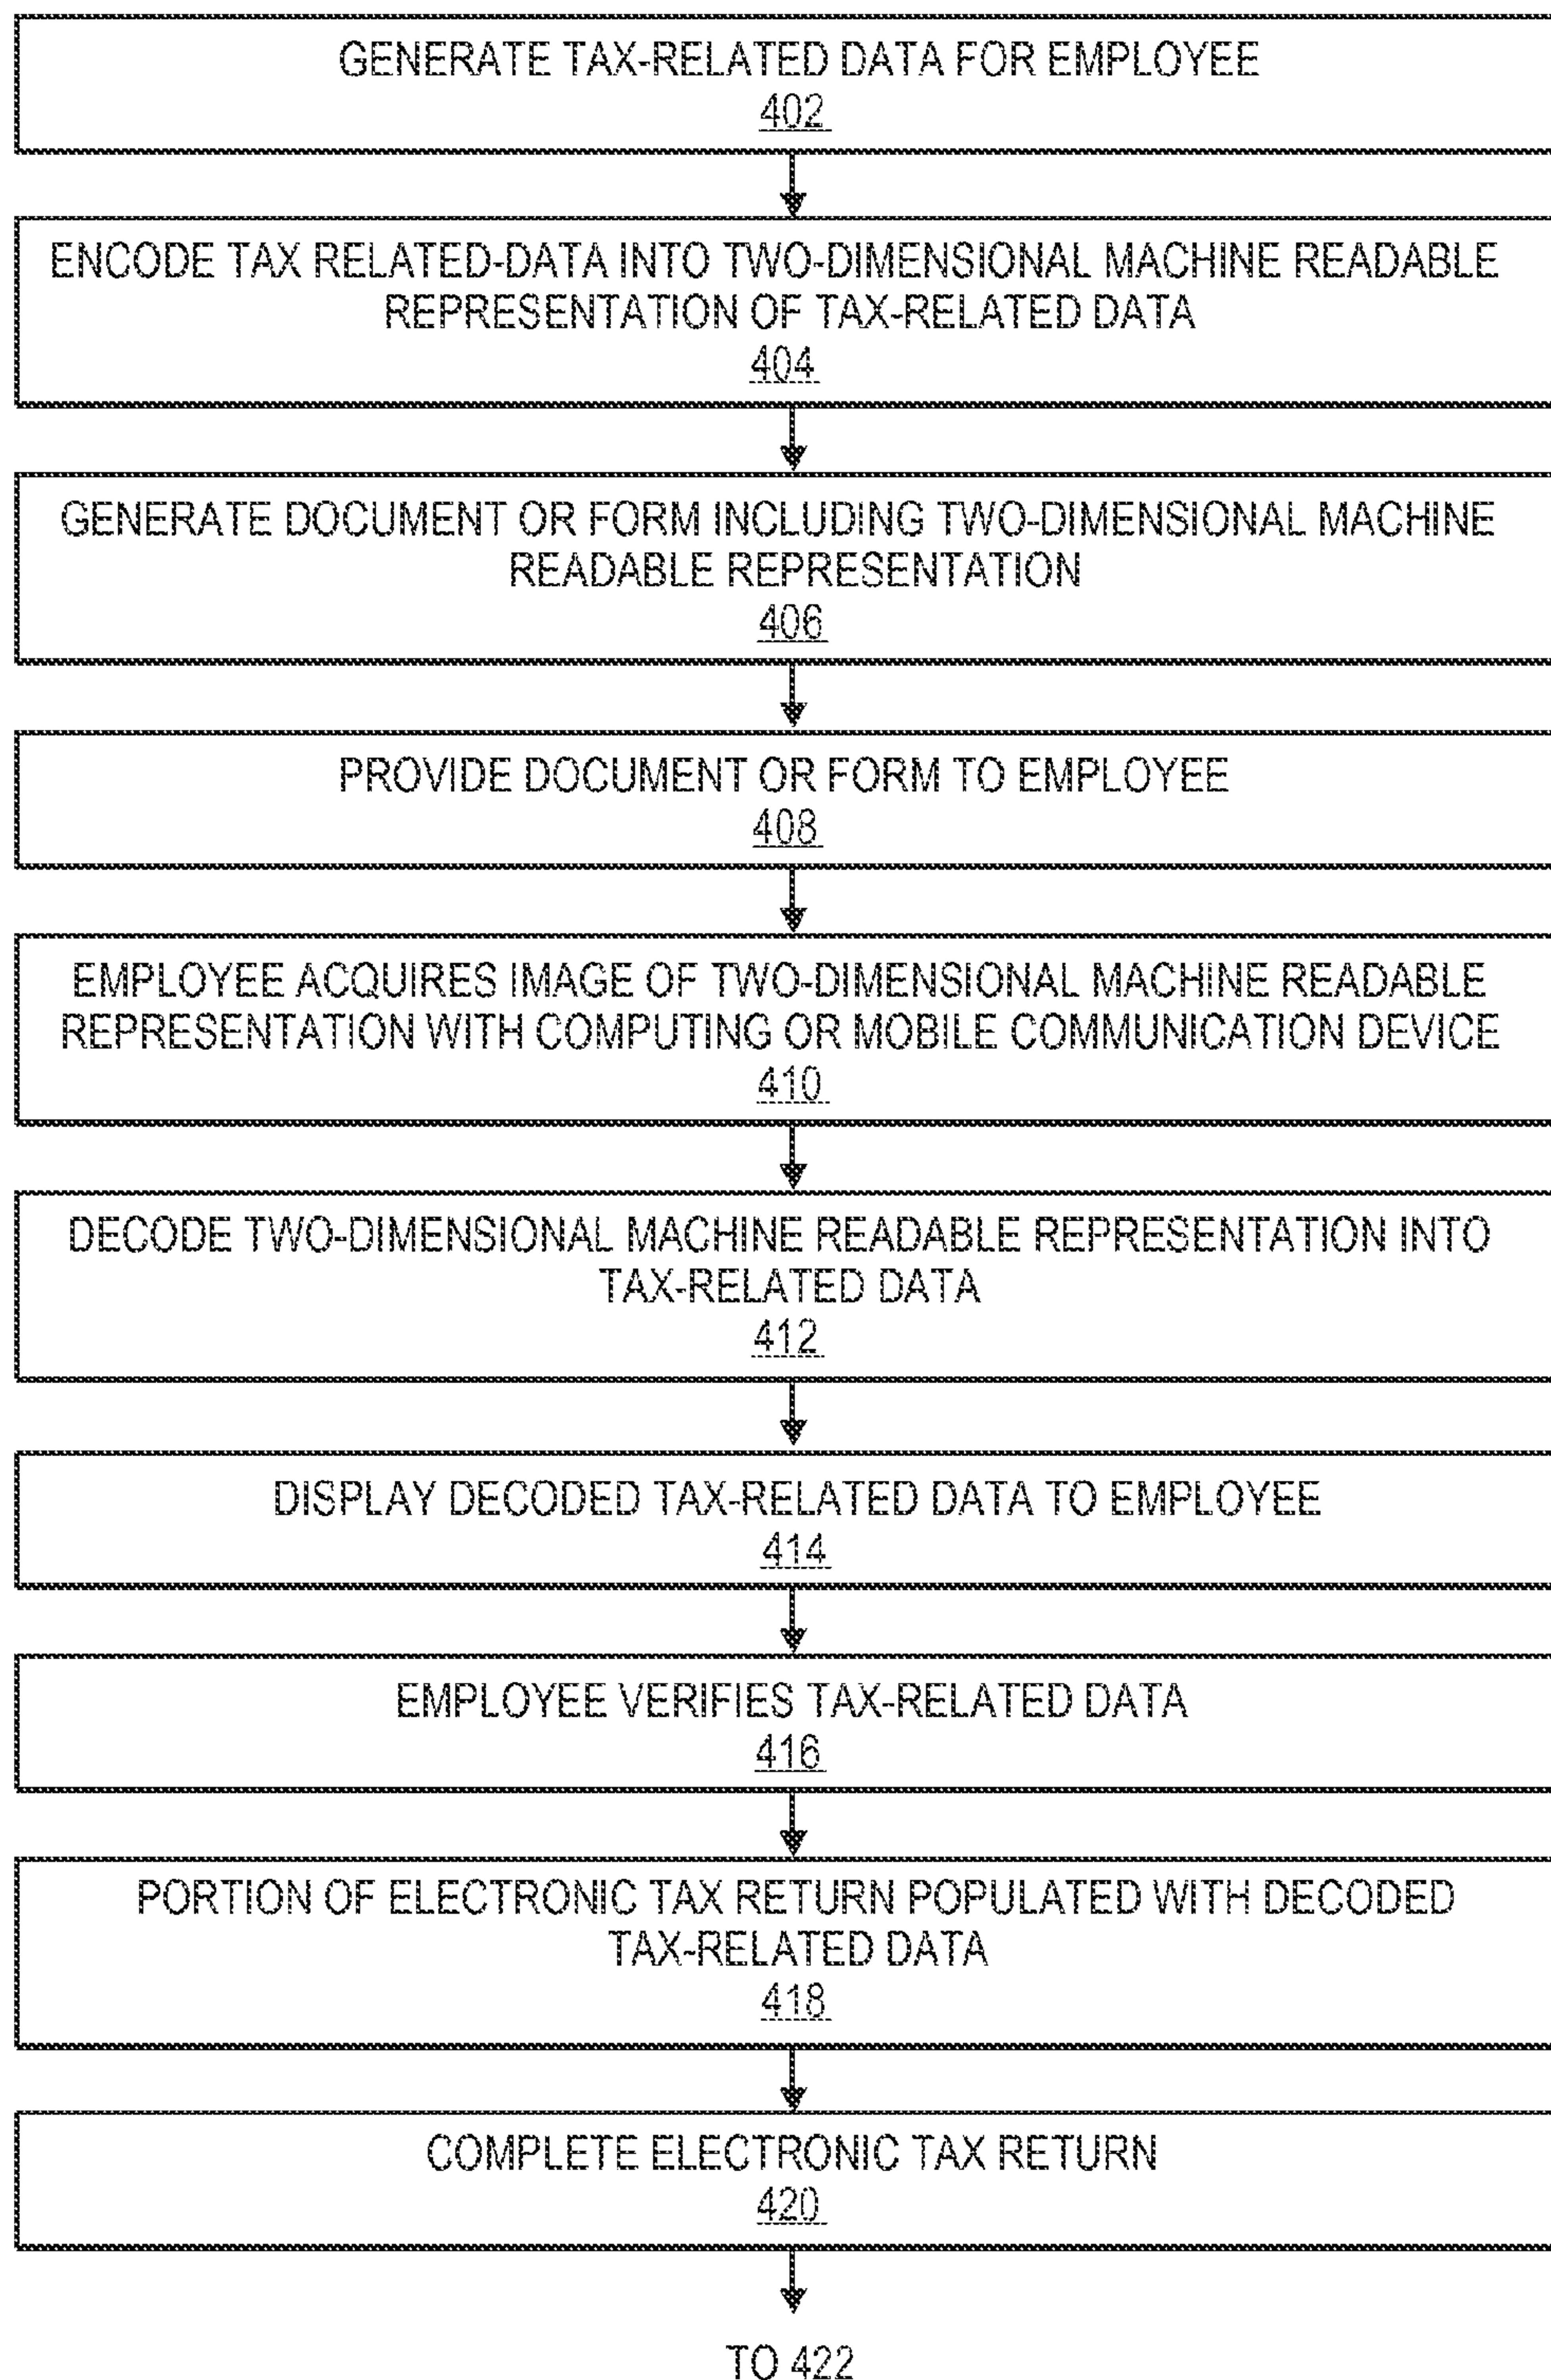 GENERATE TAX-RELATED DATA FOR EMPLOYEE
402
ENCODE TAX RELATED-DATA INTO TWO-DIMENSIONAL MACHINE READABLE
REPRESENTATION OF TAX-RELATED DATA
404
GENERATE DOCUMENT OR FORM INCLUDING TWO-DIMENSIONAL MACHINE
READABLE REPRESENTATION
406
PROVIDE DOCUMENT OR FORM TO EMPLOYEE
408
EMPLOYEE ACQUIRES IMAGE OF TWO-DIMENSIONAL MACHINE READABLE
REPRESENTATION WITH COMPUTING OR MOBILE COMMUNICATION DEVICE
410
DECODE TWO-DIMENSIONAL MACHINE READABLE REPRESENTATION INTO
TAX-RELATED DATA
412
DISPLAY DECODED TAX-RELATED DATA TO EMPLOYEE
414
EMPLOYEE VERIFIES TAX-RELATED DATA
416
PORTION OF ELECTRONIC TAX RETURN POPULATED WITH DECODED
TAX-RELATED DATA
418
COMPLETE ELECTRONIC TAX RETURN
420
TO 422